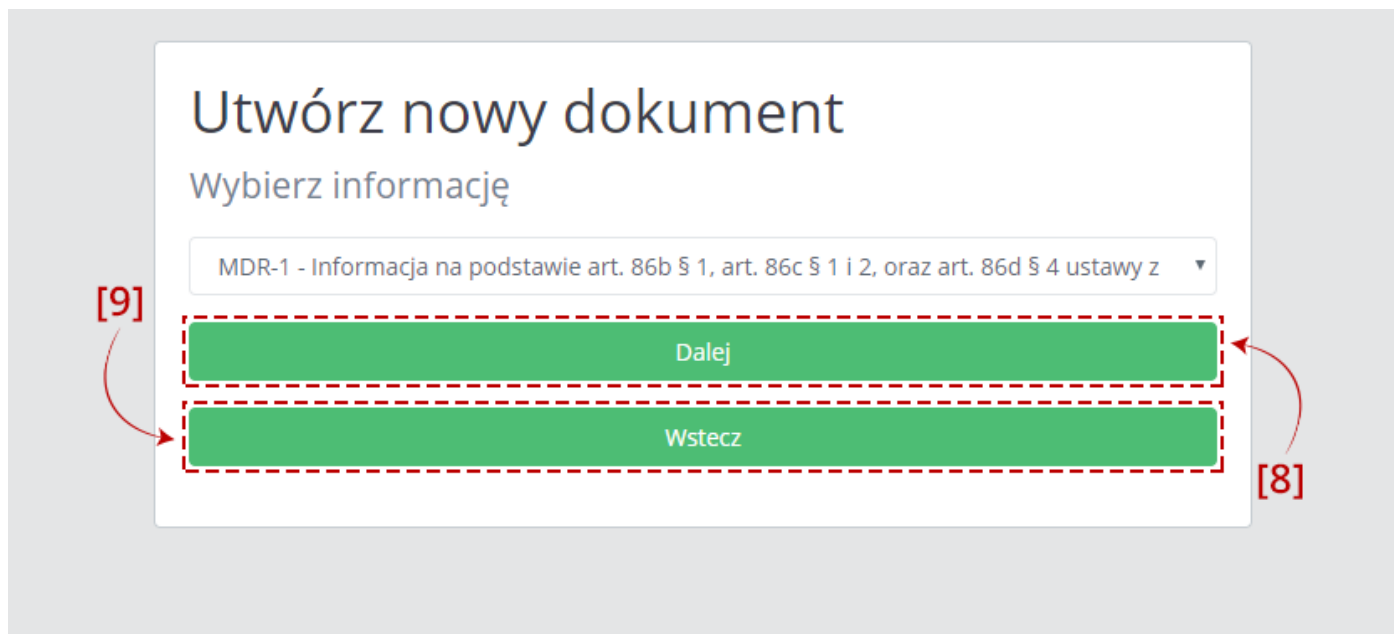 Utwórz nowy dokument
Wybierz informację
MDR-1 - Informacja na podstawie art. 86b § 1, art. 86c § 1 i 2, oraz art. 86d § 4 ustawy z
[9]
Dalej
Wstecz
[8]